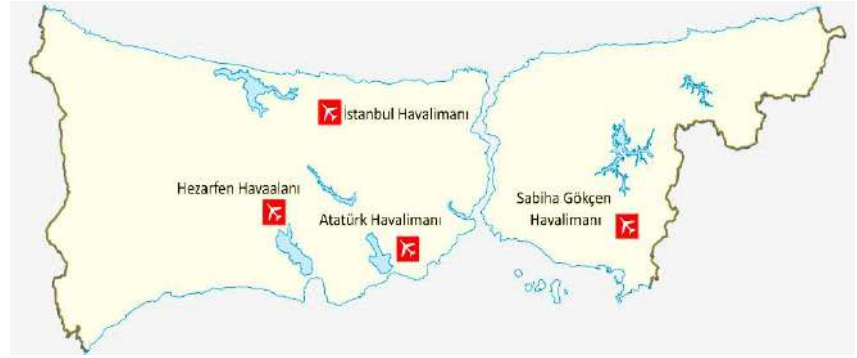 İstanbul Havalimanı
Hezarfen Havaalanı
Atatürk Havalimanı
Sabiha Gökçen
Havalimanı